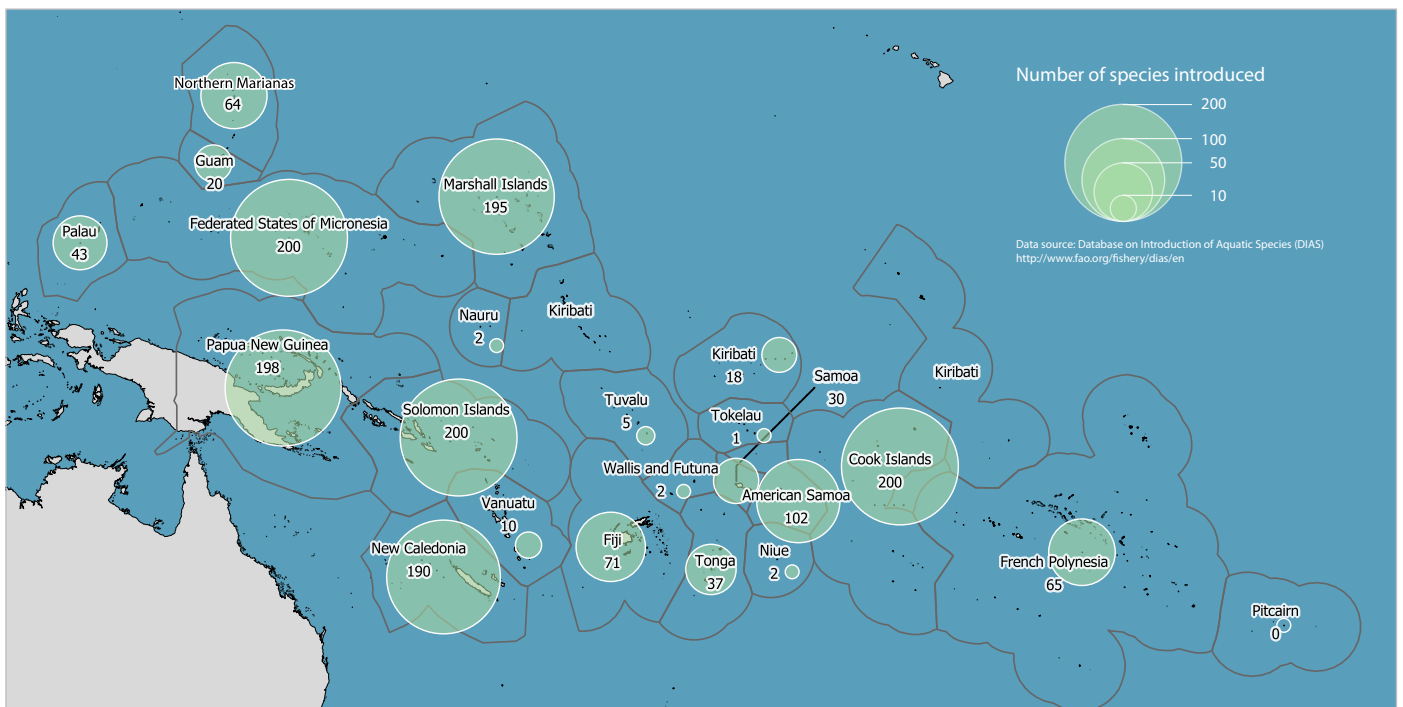 Northern Marianas
64
Number of species introduced
200
100
50
10
Guam
20
Marshall Islands
195
Federated States of Micronesia
200
Palau
43
Data source: Database on Introduction of Aquatic Species (DIAS)
http://www.fao.org/fishery/dias/en
Nauru
2
Kiribati
Papua New Guinea
198
Kiribati
18
Kiribati
Samoa
30
Solomon Islands
200
Tuvalu
5
Tokelau
1
Cook Islands
200
Wallis and Futuna
2
American Samoa
102
Vanuatu
10
New Caledonia
190
Fiji
71
Tonga
37
Niue
2
French Polynesia
65
Pitcairn
0